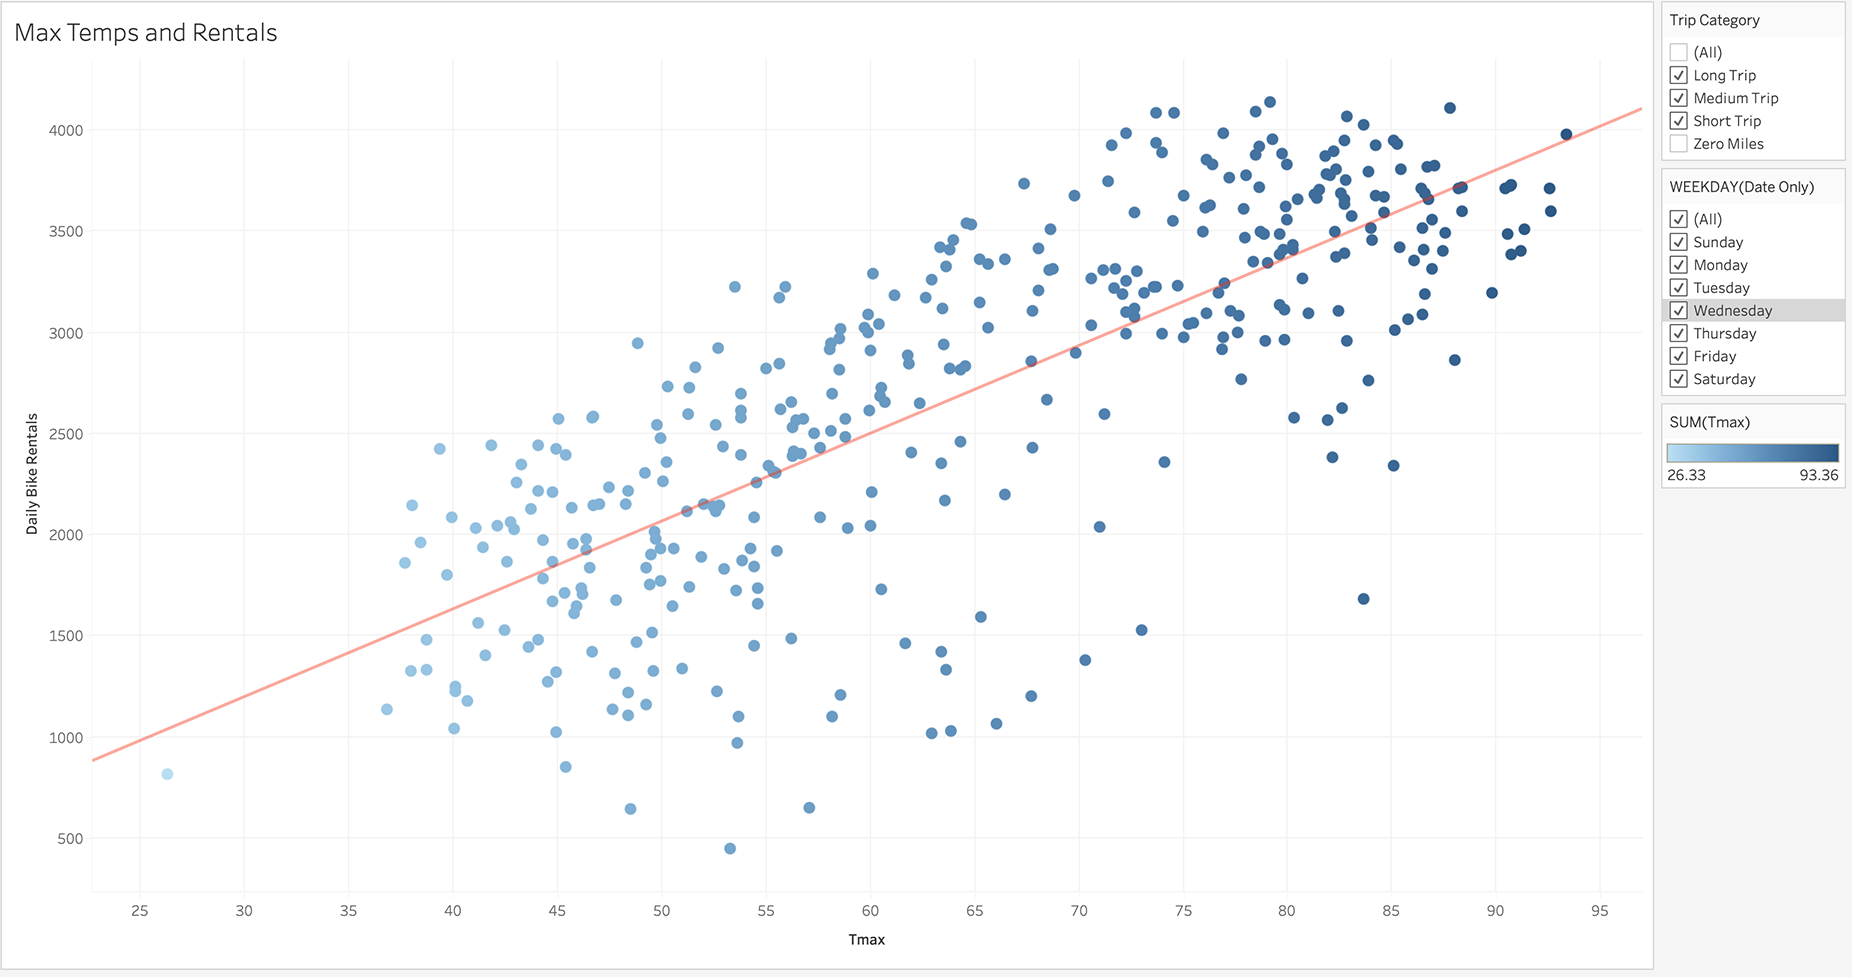 Max Temps and Rentals
4000
3500
3000
2500
2000
1500
1000
500
Daily Bike Rentals
25 30 35 40 45 50 55 60 65 70 75 80 85 90 95
Tmax
Trip Category
(All)
Long Trip
Medium Trip
Short Trip
Zero Miles
WEEKDAY(Date Only)
(All)
Sunday
Monday
Tuesday
Wednesday
Thursday
Friday
Saturday
SUM(Tmax)
26.33 93.36